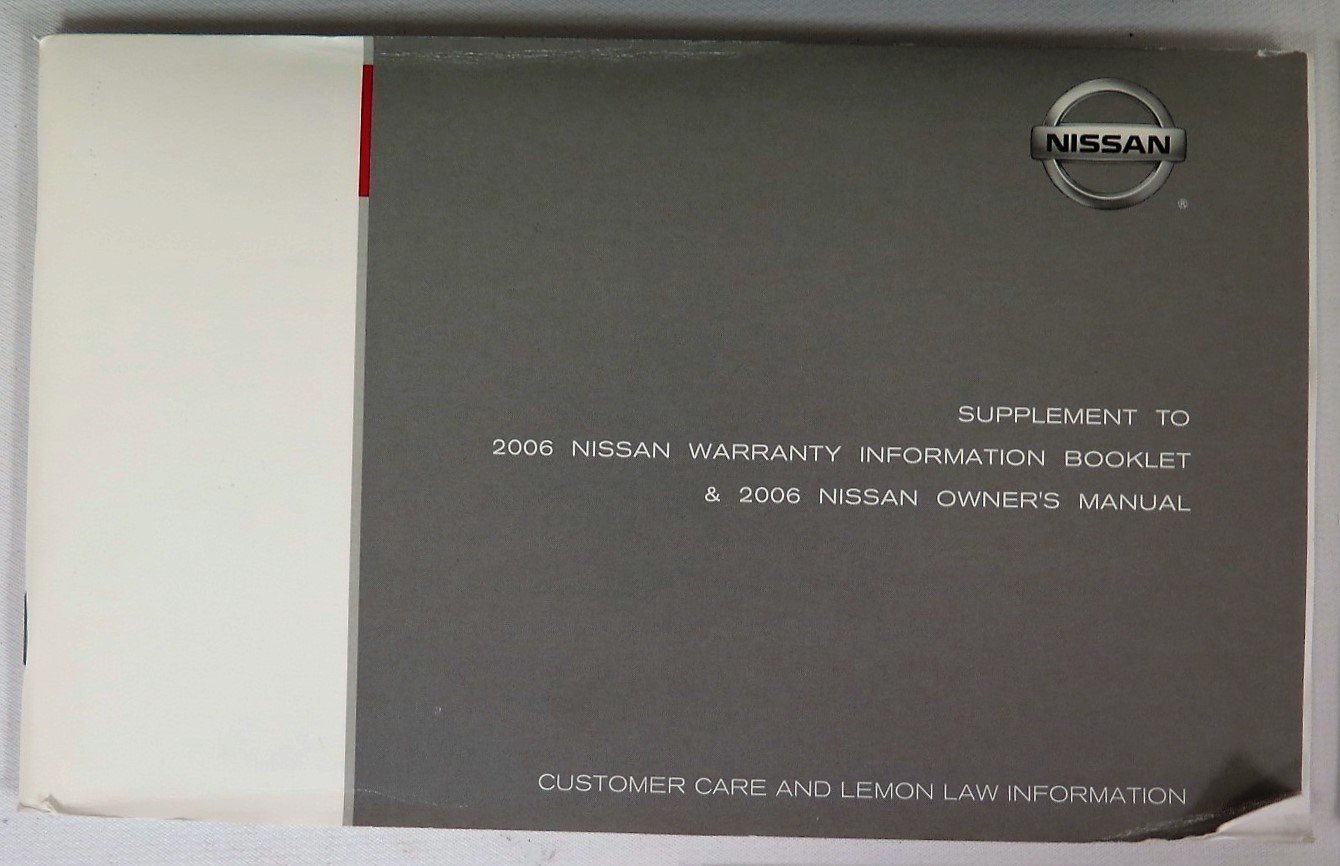 NISSAN
®
SUPPLEMENT TO
2006 NISSAN WARRANTY INFORMATION BOOKLET
& 2006 NISSAN OWNER'S MANUAL
CUSTOMER CARE AND LEMON LAW INFORMATION